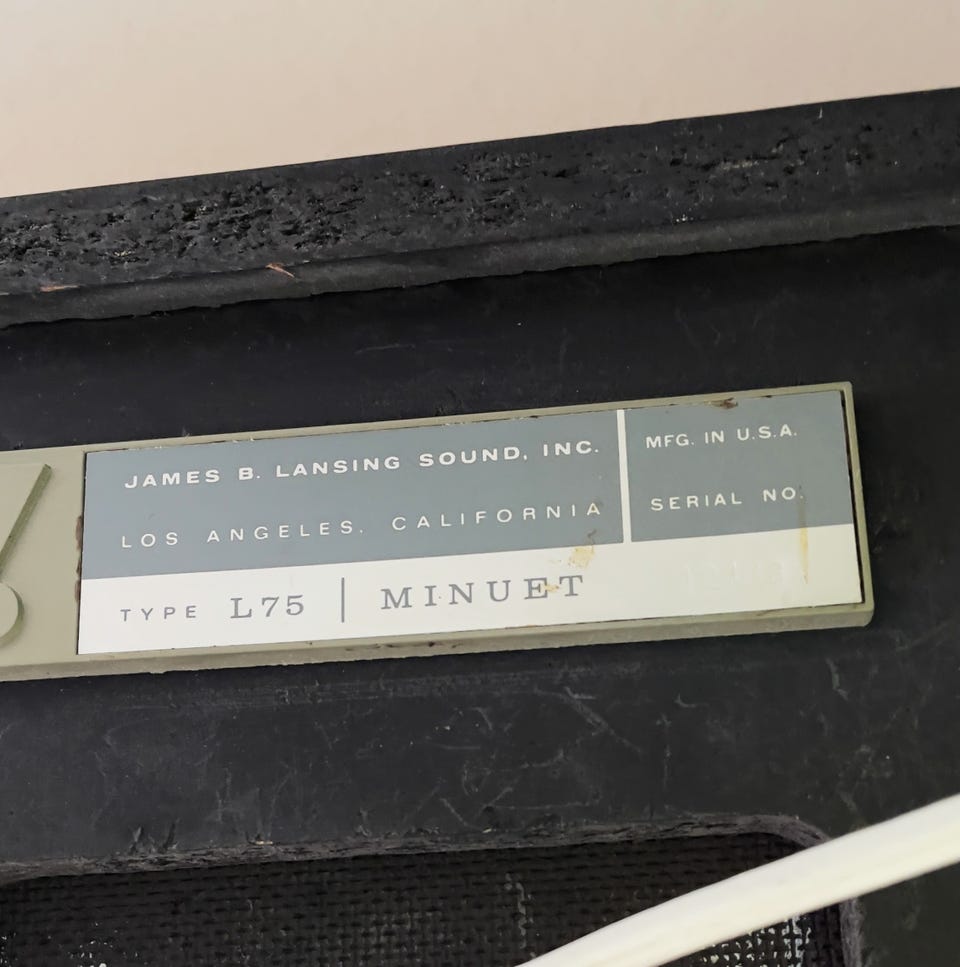 JAMES B. LANSING SOUND, INC.
LOS ANGELES, CALIFORNIA
MFG. IN U.S.A.
SERIAL NO.
TYPE L75 | MINUET